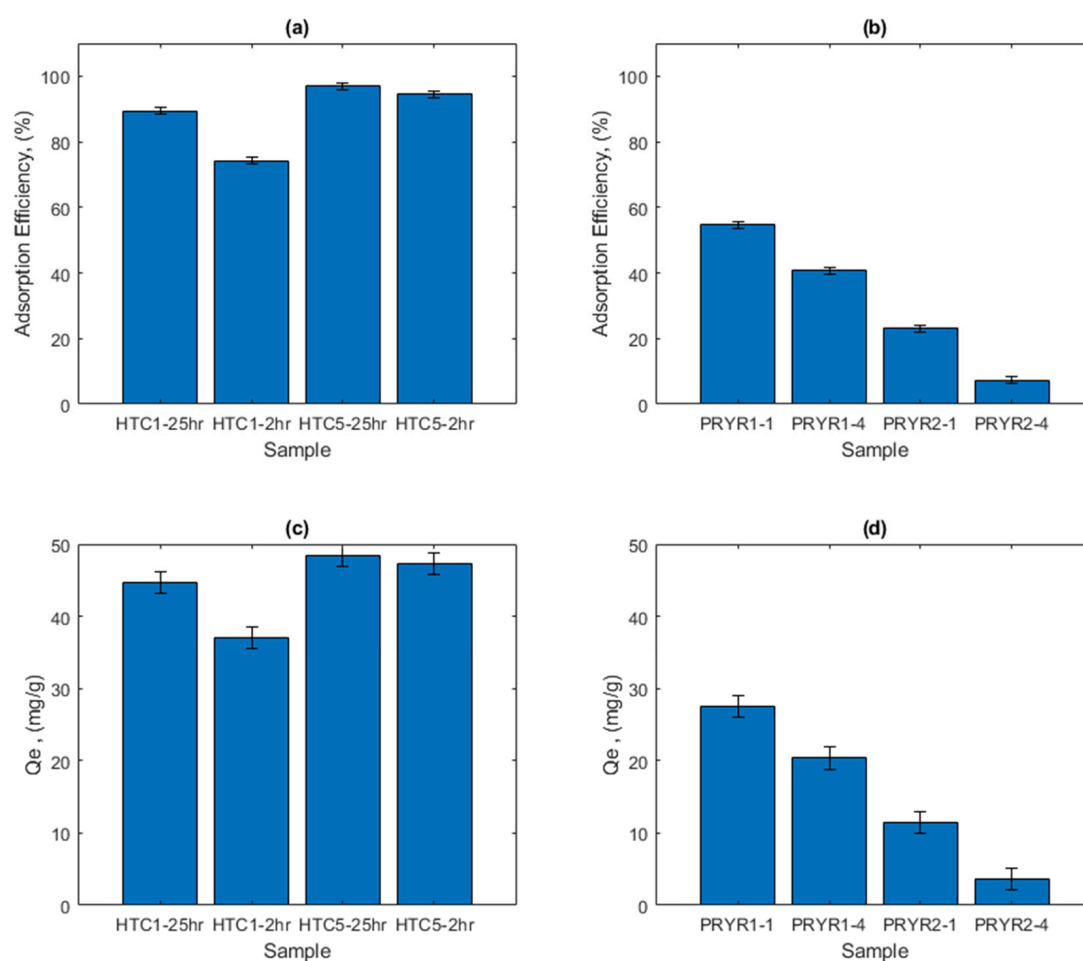 (a)
Adsorption Efficiency, (%)
100
80
60
40
20
0
HTC1-25hr HTC1-2hr HTC5-25hr HTC5-2hr
Sample
(b)
Adsorption Efficiency, (%)
100
80
60
40
20
0
PRYR1-1 PRYR1-4 PRYR2-1 PRYR2-4
Sample
(c)
Qe , (mg/g)
50
40
30
20
10
0
HTC1-25hr HTC1-2hr HTC5-25hr HTC5-2hr
Sample
(d)
Qe , (mg/g)
50
40
30
20
10
0
PRYR1-1 PRYR1-4 PRYR2-1 PRYR2-4
Sample